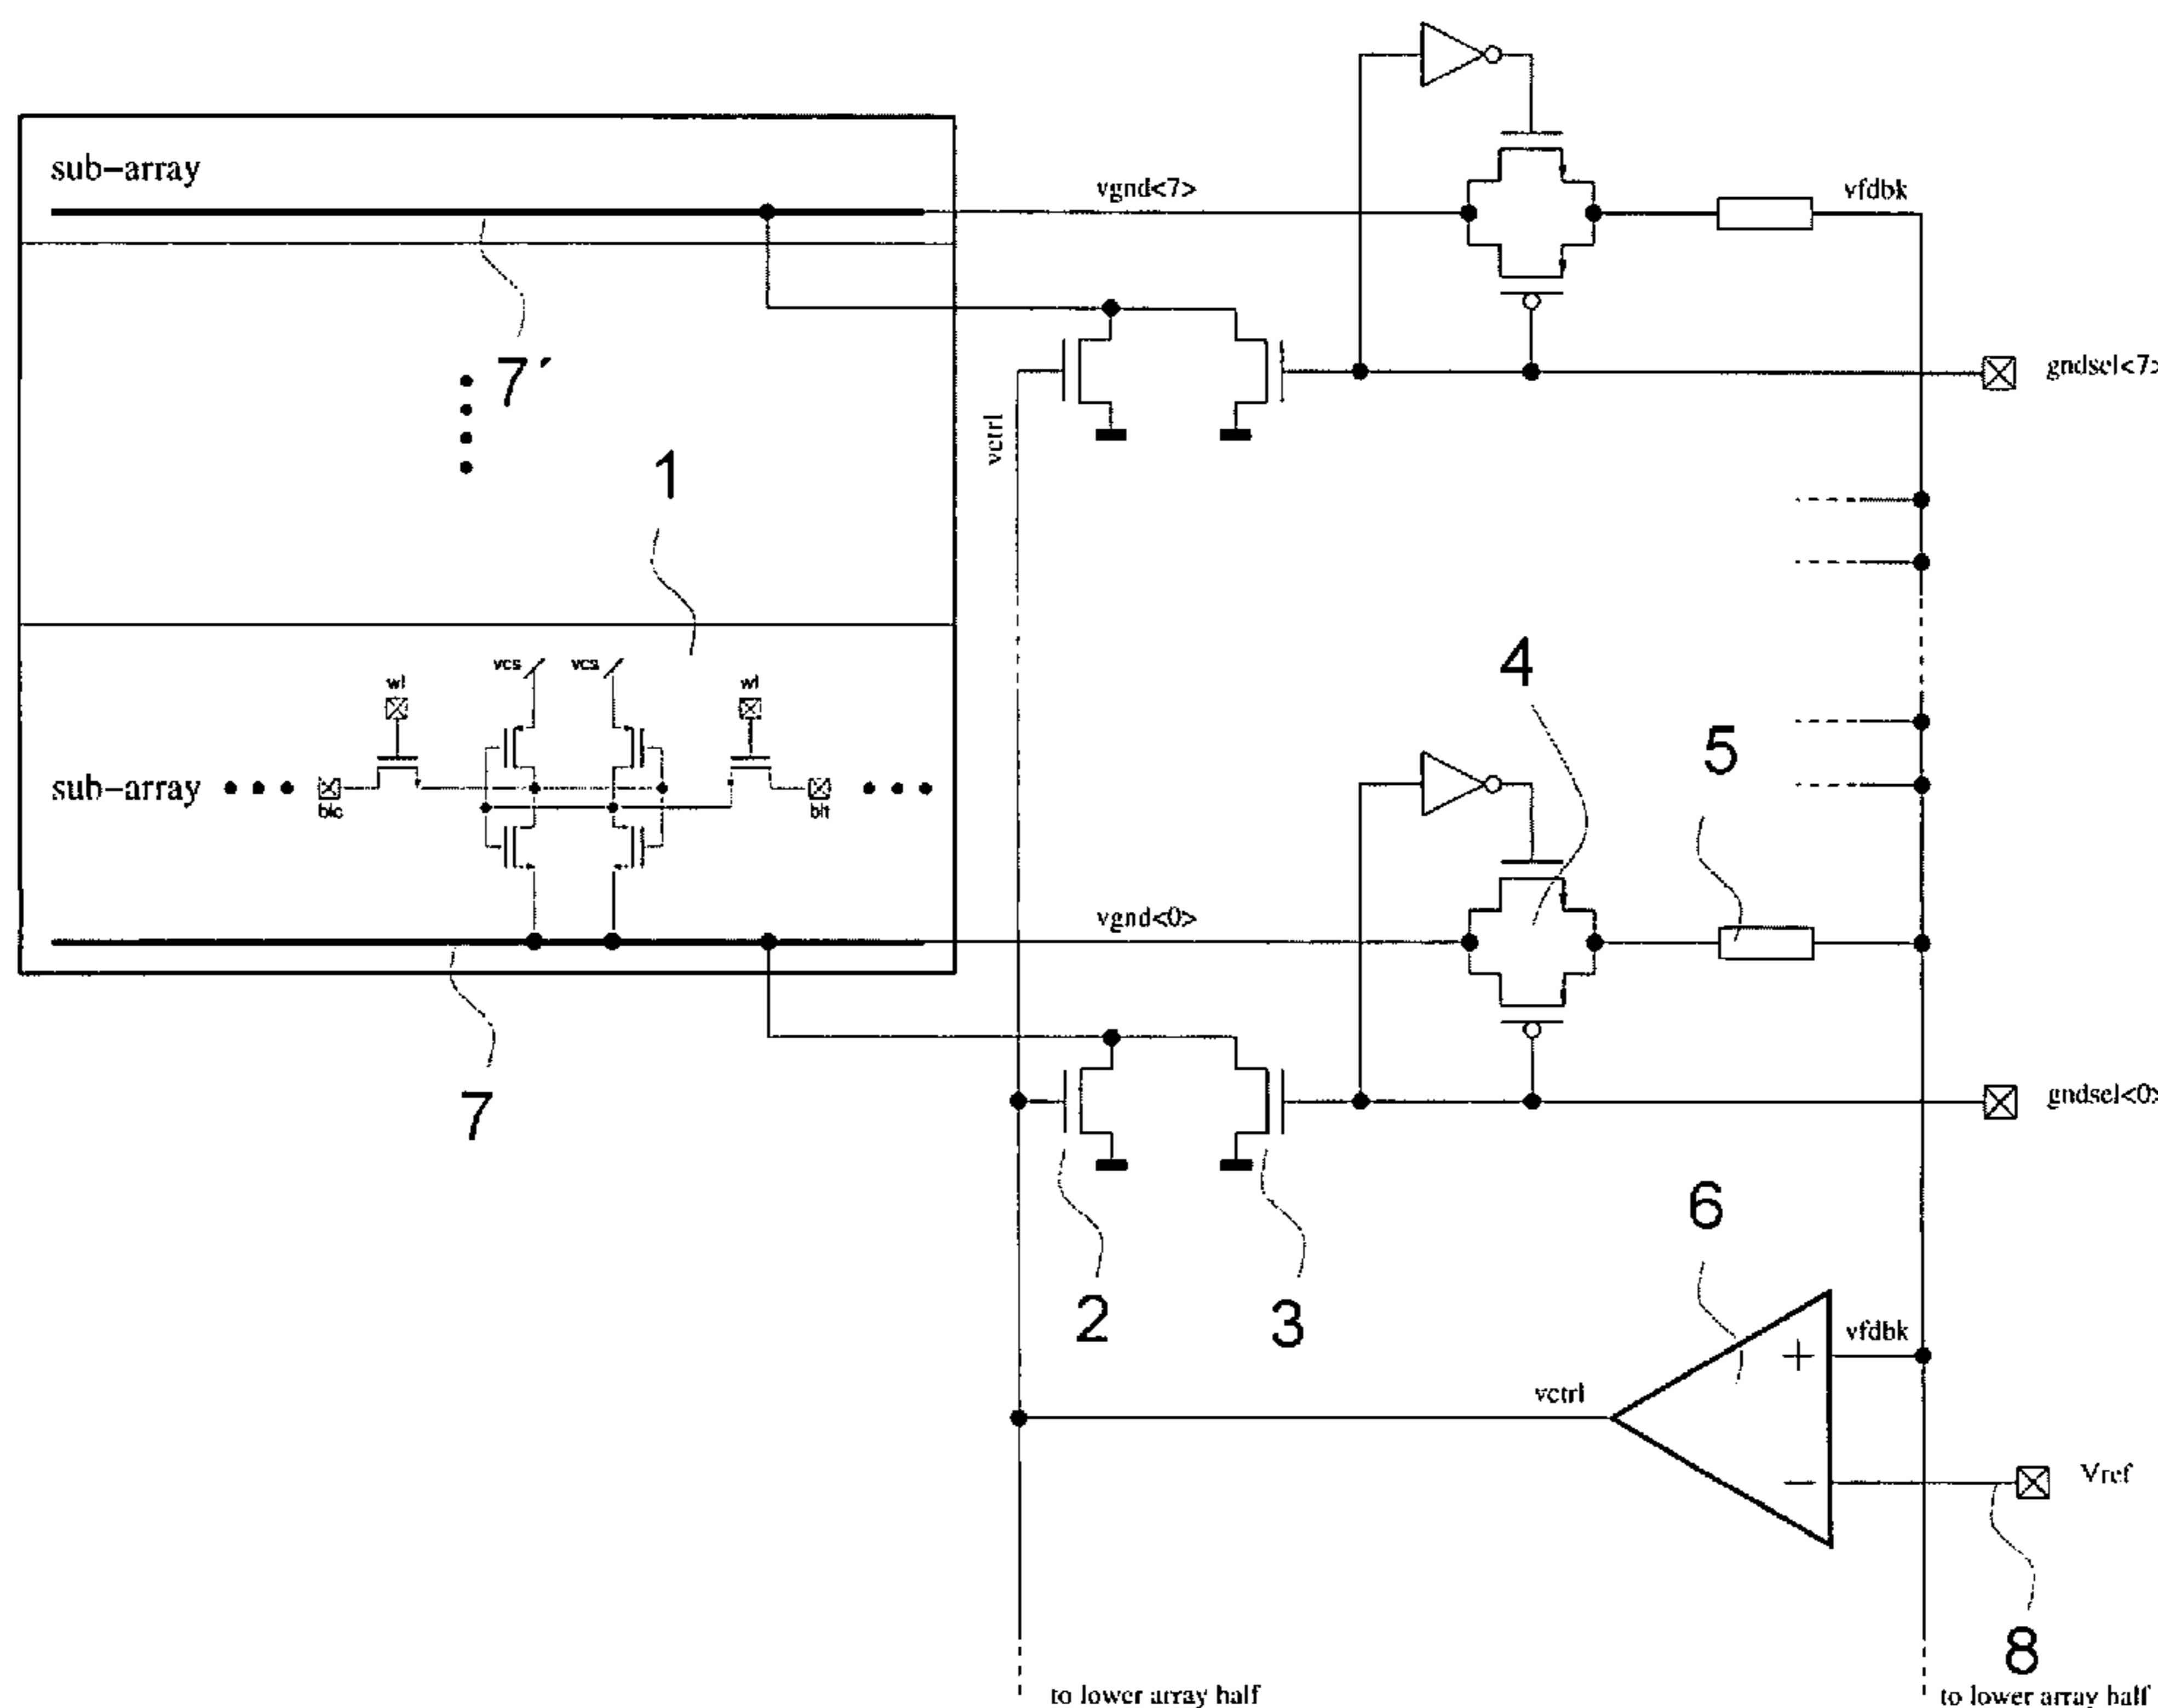 sub-array
vgnd<7>
vfdbk
7´
gndsel<7>
vctrl
1
4
vcs
vcs
wl
wl
5
sub-array
blc
blt
vgnd<0>
7
gndsel<0>
6
2
3
vfdbk
+
vctrl
−
Vref
8
to lower array half
to lower array half